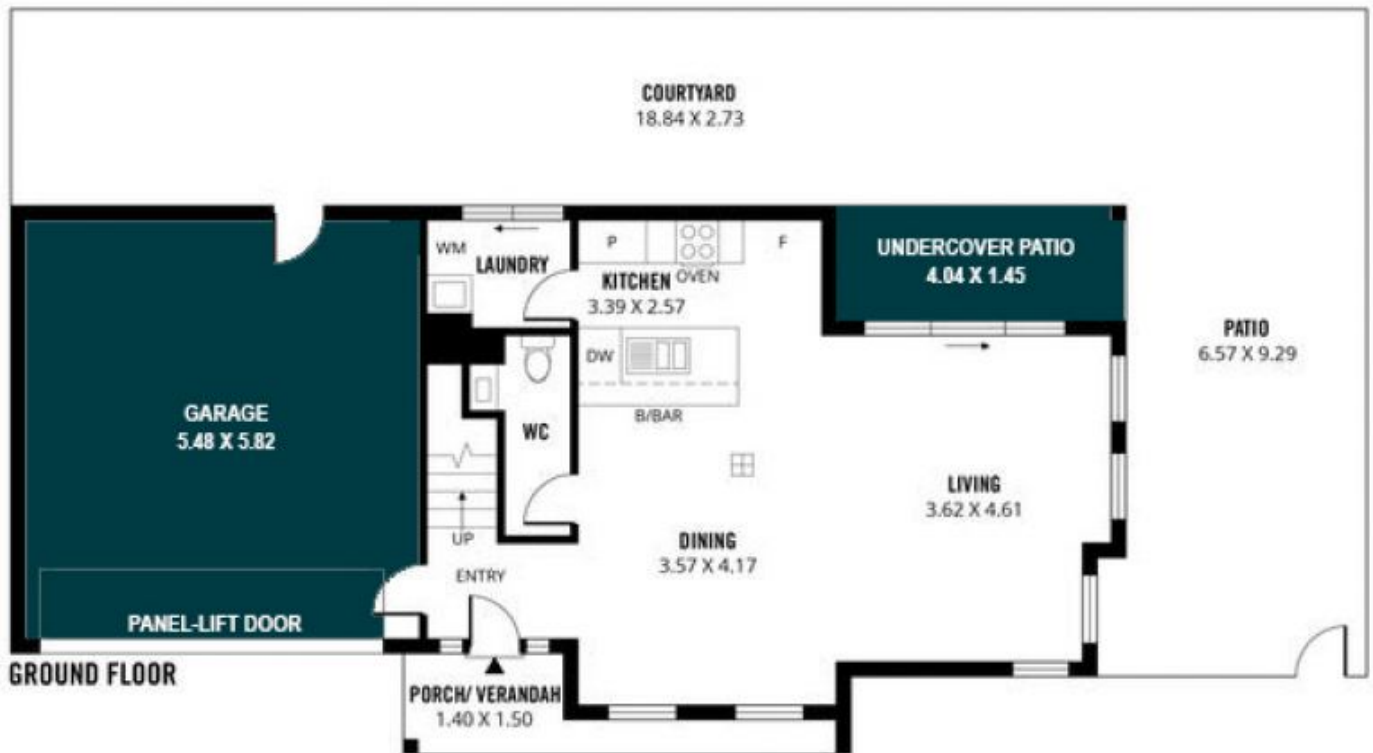 COURTYARD
18.84 X 2.73
WM
LAUNDRY
P
F
OVEN
KITCHEN
3.39 X 2.57
UNDERCOVER PATIO
4.04 X 1.45
PATIO
6.57 X 9.29
DW
B/BAR
GARAGE
5.48 X 5.82
WC
UP
LIVING
3.62 X 4.61
DINING
3.57 X 4.17
ENTRY
PANEL-LIFT DOOR
GROUND FLOOR
PORCH/ VERANDAH
1.40 X 1.50